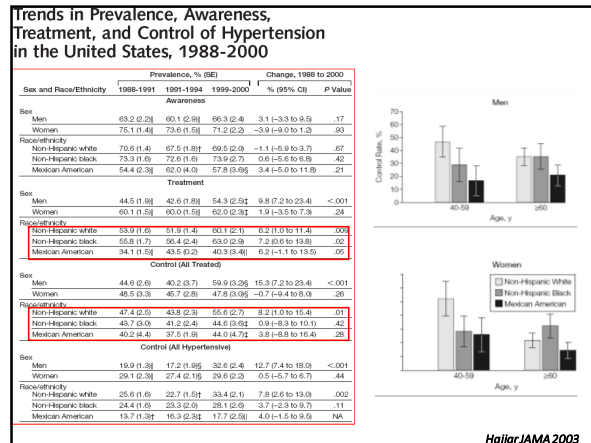 Trends in Prevalence, Awareness,
Treatment, and Control of Hypertension
in the United States, 1988-2000
Prevalence, % (SE) Change, 1988 to 2000
Sex and Race/Ethnicity 1988-1991 1991-1994 1999-2000 % (95% CI) P Value
Awareness
Sex
Men 63.2 (2.2)‖ 60.1 (2.9)‖ 66.3 (2.4) 3.1 (−3.3 to 9.5) .17
Women 75.1 (1.4)‖ 73.6 (1.5)‖ 71.2 (2.2) −3.9 (−9.0 to 1.2) .93
Race/ethnicity
Non-Hispanic white 70.6 (1.4) 67.5 (1.8)† 69.5 (2.0) −1.1 (−5.9 to 3.7) .67
Non-Hispanic black 73.3 (1.6) 72.6 (1.6) 73.9 (2.7) 0.6 (−5.6 to 6.8) .42
Mexican American 54.4 (2.3)‖ 62.0 (4.0) 57.8 (3.6)§ 3.4 (−5.0 to 11.8) .21
Treatment
Sex
Men 44.5 (1.9)‖ 42.6 (1.8)‖ 54.3 (2.5)‡ 9.8 (7.2 to 23.4) <.001
Women 60.1 (1.5)‖ 60.0 (1.5)‖ 62.0 (2.3)‡ 1.9 (−3.5 to 7.3) .24
Race/ethnicity
Non-Hispanic white 53.9 (1.6) 51.9 (1.4) 60.1 (2.1) 6.2 (1.0 to 11.4) .009
Non-Hispanic black 55.8 (1.7) 56.4 (2.4) 63.0 (2.9) 7.2 (0.6 to 13.8) .02
Mexican American 34.1 (1.5)‖ 43.5 (0.2) 40.3 (3.4)‖ 6.2 (−1.1 to 13.5) .05
Control (All Treated)
Sex
Men 44.6 (2.6) 40.2 (3.7) 59.9 (3.2)§ 15.3 (7.2 to 23.4) <.001
Women 48.5 (3.3) 45.7 (2.8) 47.8 (3.0)§ −0.7 (−9.4 to 8.0) .26
Race/ethnicity
Non-Hispanic white 47.4 (2.5) 43.8 (2.3) 55.6 (2.7) 8.2 (1.0 to 15.4) .01
Non-Hispanic black 43.7 (3.0) 41.2 (2.4) 44.6 (3.6)‡ 0.9 (−8.3 to 10.1) .42
Mexican American 40.2 (4.4) 37.5 (1.9) 44.0 (4.7)‡ 3.8 (−8.8 to 16.4) .28
Control (All Hypertensive)
Sex
Men 19.9 (1.3)‖ 17.2 (1.9)§ 32.6 (2.4) 12.7 (7.4 to 18.0) <.001
Women 29.1 (2.3)‖ 27.4 (2.1)§ 29.6 (2.2) 0.5 (−5.7 to 6.7) .44
Race/ethnicity
Non-Hispanic white 25.6 (1.6) 22.7 (1.5)† 33.4 (2.1) 7.8 (2.6 to 13.0) .002
Non-Hispanic black 24.4 (1.6) 23.3 (2.0) 28.1 (2.6) 3.7 (−2.3 to 9.7) .11
Mexican American 13.7 (1.3)† 16.3 (2.3)‡ 17.7 (2.5)‖ 4.0 (−1.5 to 9.5) NA
Men
Control Rate, %
70
60
50
40
30
20
10
0
40-59 ≥60
Age, y
Women
Non-Hispanic White
Non-Hispanic Black
Mexican American
40-59 ≥60
Age, y
Hajjar JAMA 2003